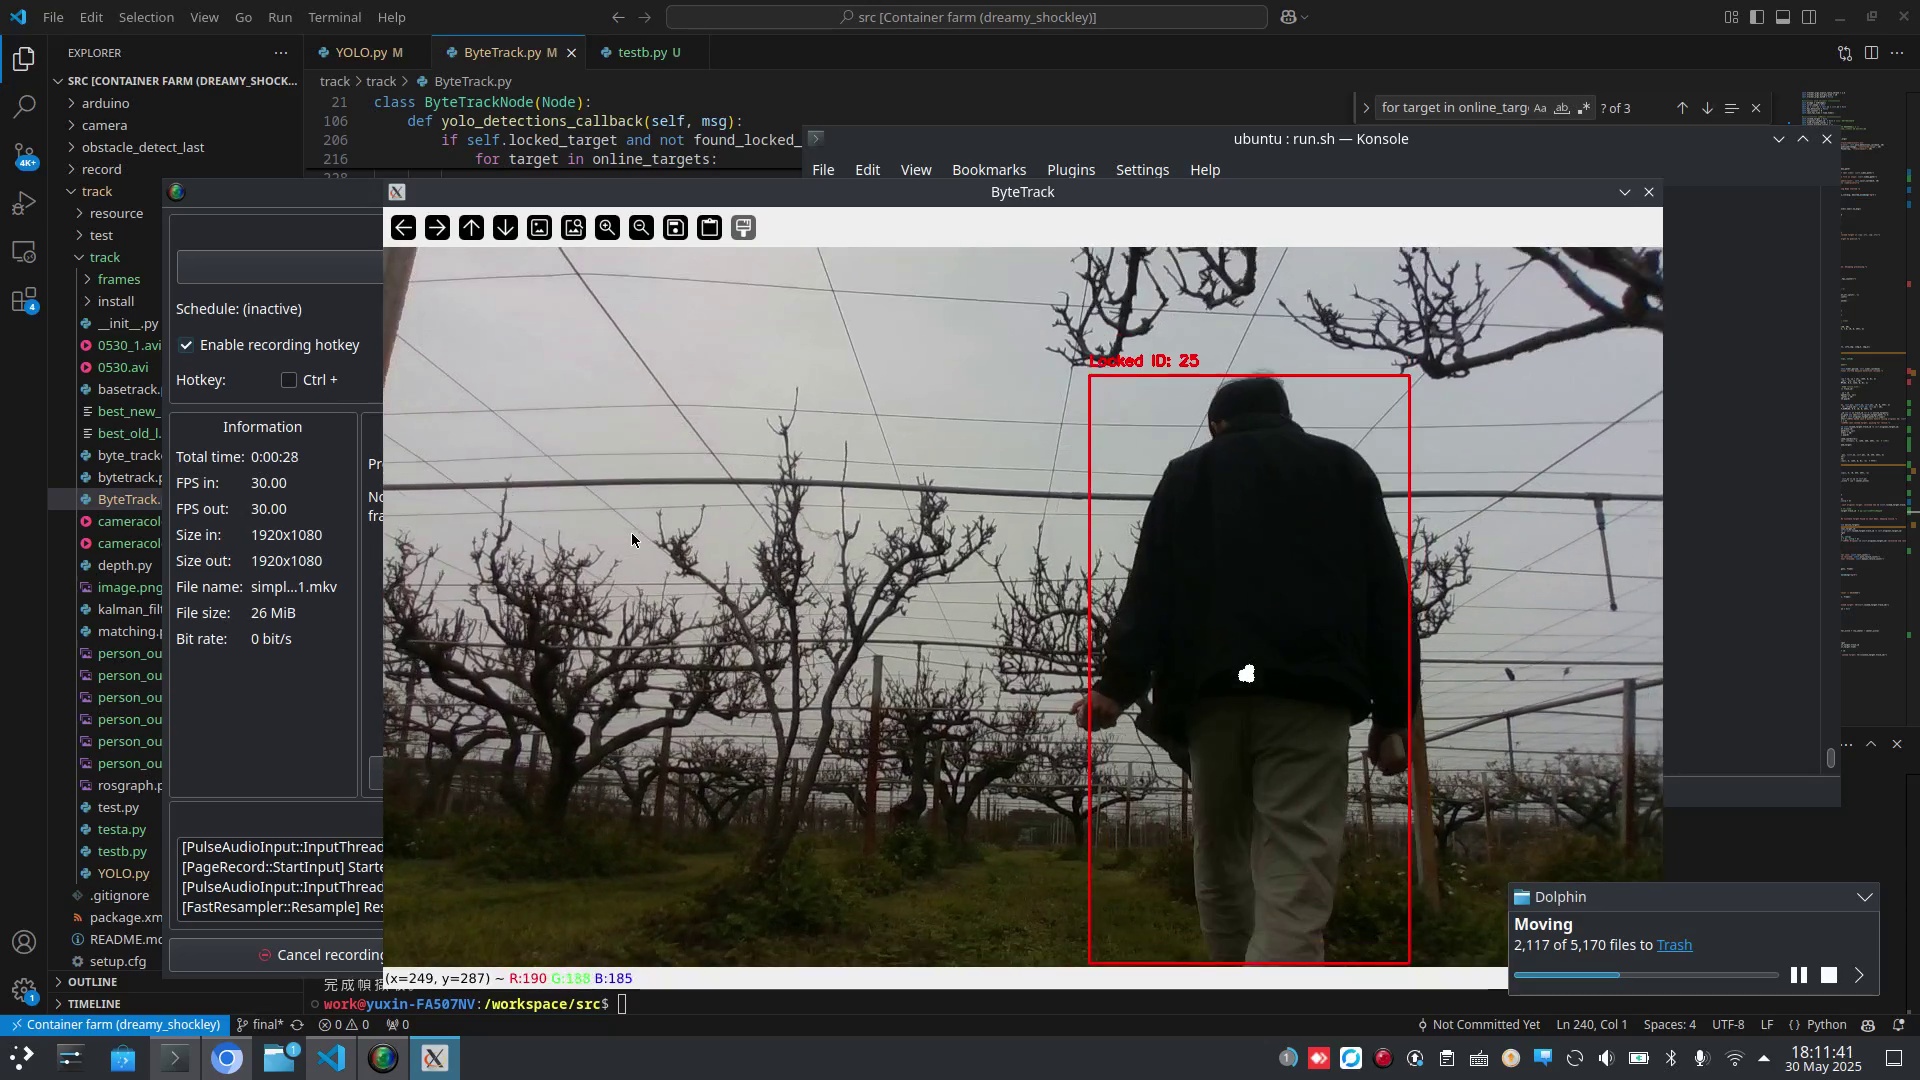 File Edit Selection View Go Run Terminal Help
src [Container farm (dreamy_shockley)]
EXPLORER
YOLO.py M
ByteTrack.py M
testb.py U
SRC [CONTAINER FARM (DREAMY_SHOCK...
track > track > ByteTrack.py
arduino
camera
obstacle_detect_last
record
track
resource
test
track
frames
install
__init__.py
0530_1.avi
0530.avi
basetrack.
best_new_
best_old_l.
byte_track
bytetrack.p
ByteTrack.
cameracol
cameracol
depth.py
image.png
kalman_filt
matching.p
person_ou
person_ou
person_ou
person_ou
person_ou
person_ou
rosgraph.p
test.py
testa.py
testb.py
YOLO.py
.gitignore
package.xm
README.md
setup.cfg
OUTLINE
TIMELINE
4K+
4
1
21 class ByteTrackNode(Node):
106 def yolo_detections_callback(self, msg):
206 if self.locked_target and not found_locked_
216 for target in online_targets:
for target in online_targ
Aa ab
? of 3
ubuntu : run.sh — Konsole
File Edit View Bookmarks Plugins Settings Help
ByteTrack
Schedule: (inactive)
Enable recording hotkey
Hotkey: Ctrl +
Information
Total time: 0:00:28
FPS in: 30.00
FPS out: 30.00
Size in: 1920x1080
Size out: 1920x1080
File name: simpl...1.mkv
File size: 26 MiB
Bit rate: 0 bit/s
Pr
No
fra
[PulseAudioInput::InputThread
[PageRecord::StartInput] Starte
[PulseAudioInput::InputThread
[FastResampler::Resample] Res
Cancel recording
Locked ID: 25
(x=249, y=287) ~ R:190 G:188 B:185
work@yuxin-FA507NV:/workspace/src$
Dolphin
Moving
2,117 of 5,170 files to Trash
Container farm (dreamy_shockley) final* 0 0 0
Not Committed Yet Ln 240, Col 1 Spaces: 4 UTF-8 LF { } Python
1
1
18:11:41
30 May 2025